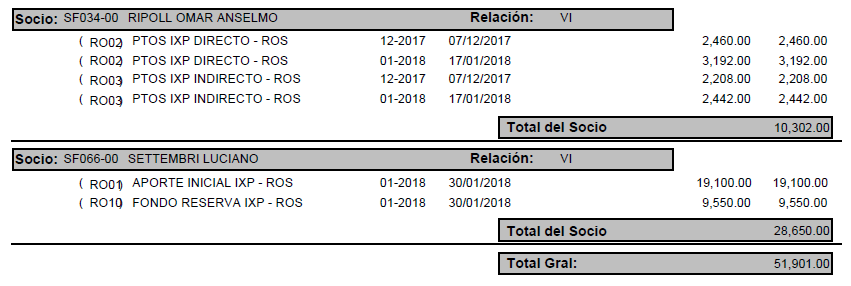 Socio: SF034-00 RIPOLL OMAR ANSELMO Relación: VI
( RO02) PTOS IXP DIRECTO - ROS 12-2017 07/12/2017 2,460.00 2,460.00
( RO02) PTOS IXP DIRECTO - ROS 01-2018 17/01/2018 3,192.00 3,192.00
( RO03) PTOS IXP INDIRECTO - ROS 12-2017 07/12/2017 2,208.00 2,208.00
( RO03) PTOS IXP INDIRECTO - ROS 01-2018 17/01/2018 2,442.00 2,442.00
Total del Socio 10,302.00
Socio: SF066-00 SETTEMBRI LUCIANO Relación: VI
( RO01) APORTE INICIAL IXP - ROS 01-2018 30/01/2018 19,100.00 19,100.00
( RO10) FONDO RESERVA IXP - ROS 01-2018 30/01/2018 9,550.00 9,550.00
Total del Socio 28,650.00
Total Gral: 51,901.00